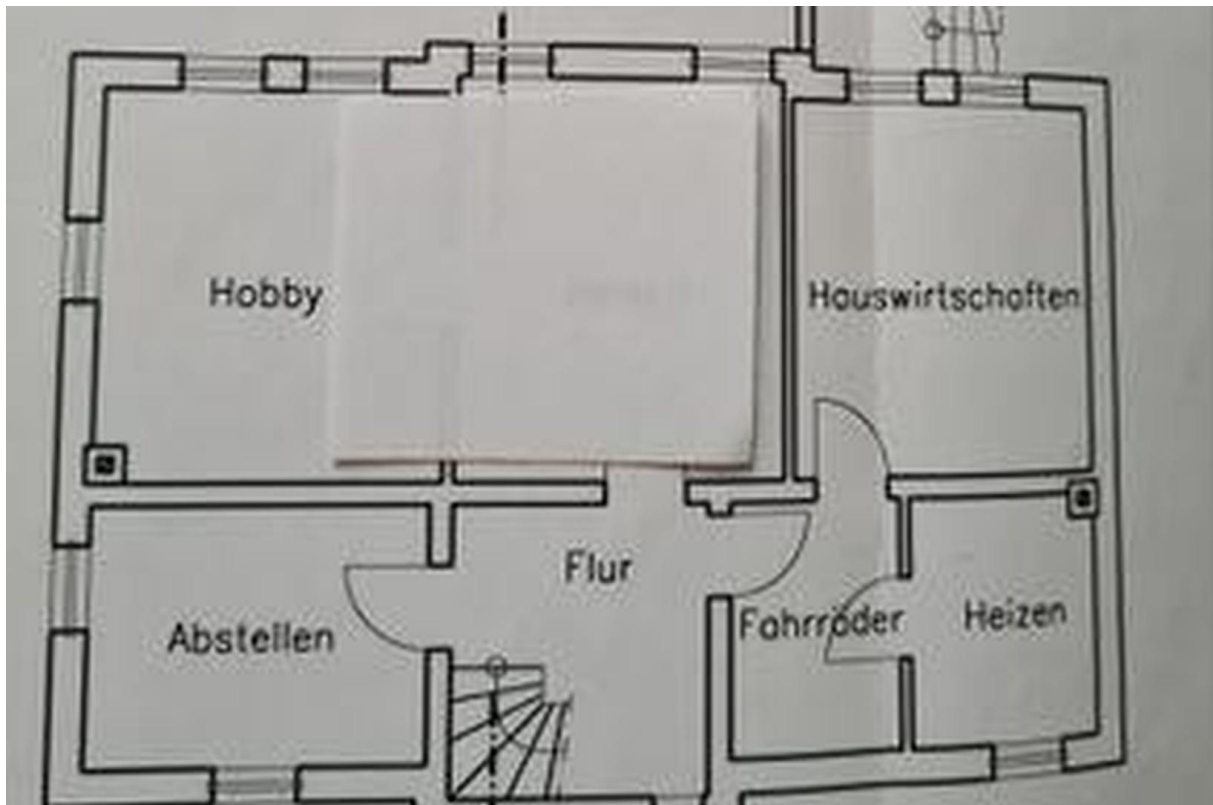 Hobby
Hauswirtschaften
Flur
Abstellen
Fahrräder
Heizen